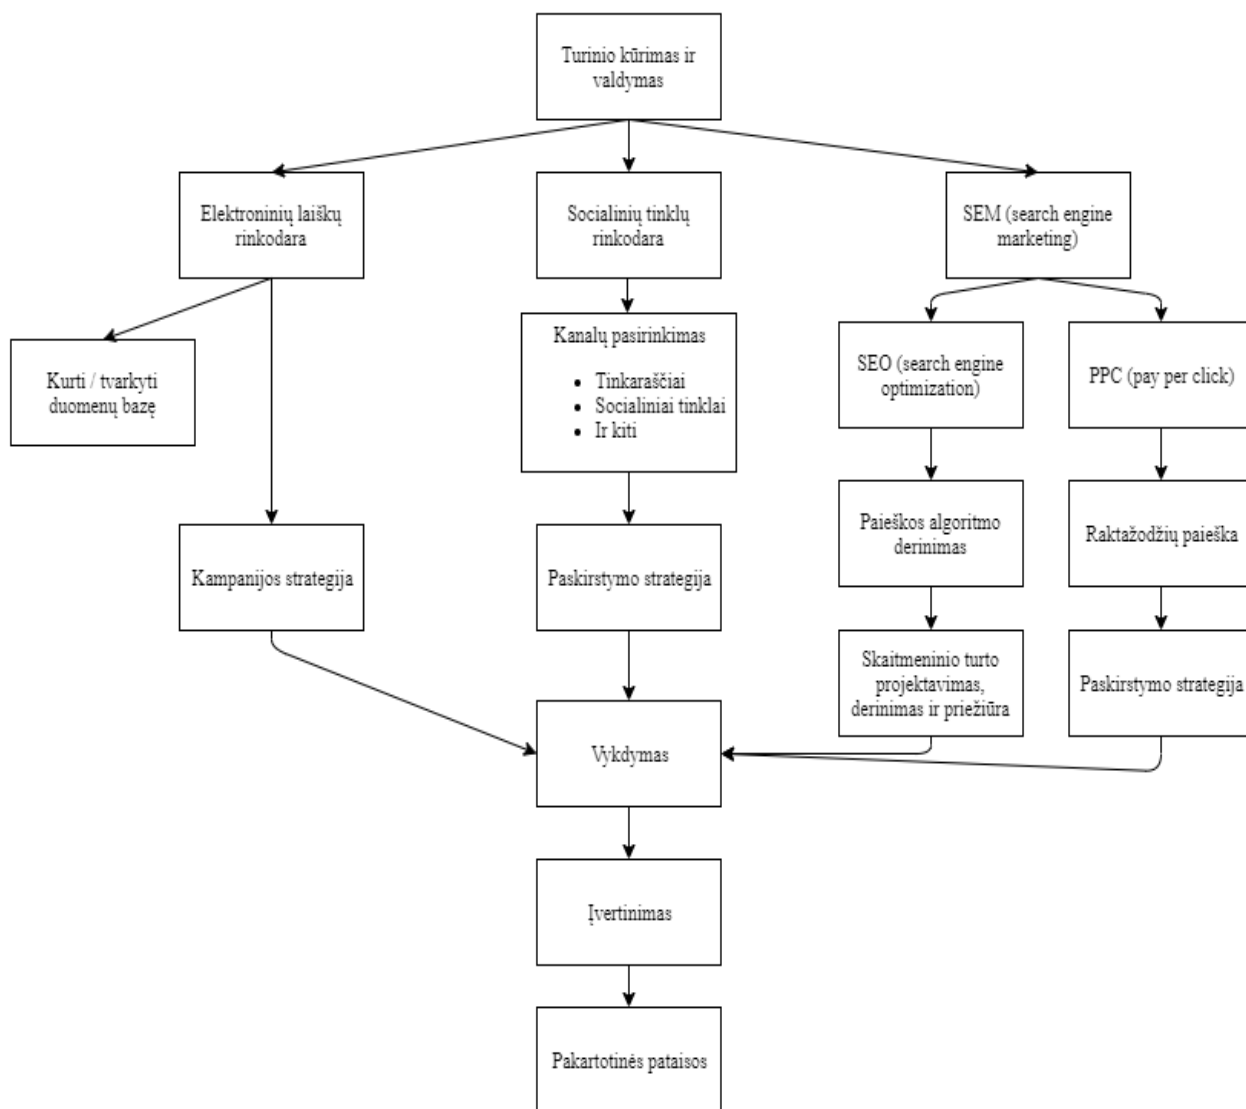 Turinio kūrimas ir
valdymas
Elektroninių laiškų
rinkodara
Socialinių tinklų
rinkodara
SEM (search engine
marketing)
Kurti / tvarkyti
duomenų bazę
Kanalų pasirinkimas
• Tinkaraščiai
• Socialiniai tinklai
• Ir kiti
SEO (search engine
optimization)
PPC (pay per click)
Kampanijos strategija
Paskirstymo strategija
Paieškos algoritmo
derinimas
Raktažodžių paieška
Skaitmeninio turto
projektavimas,
derinimas ir priežiūra
Paskirstymo strategija
Vykdymas
Įvertinimas
Pakartotinės pataisos